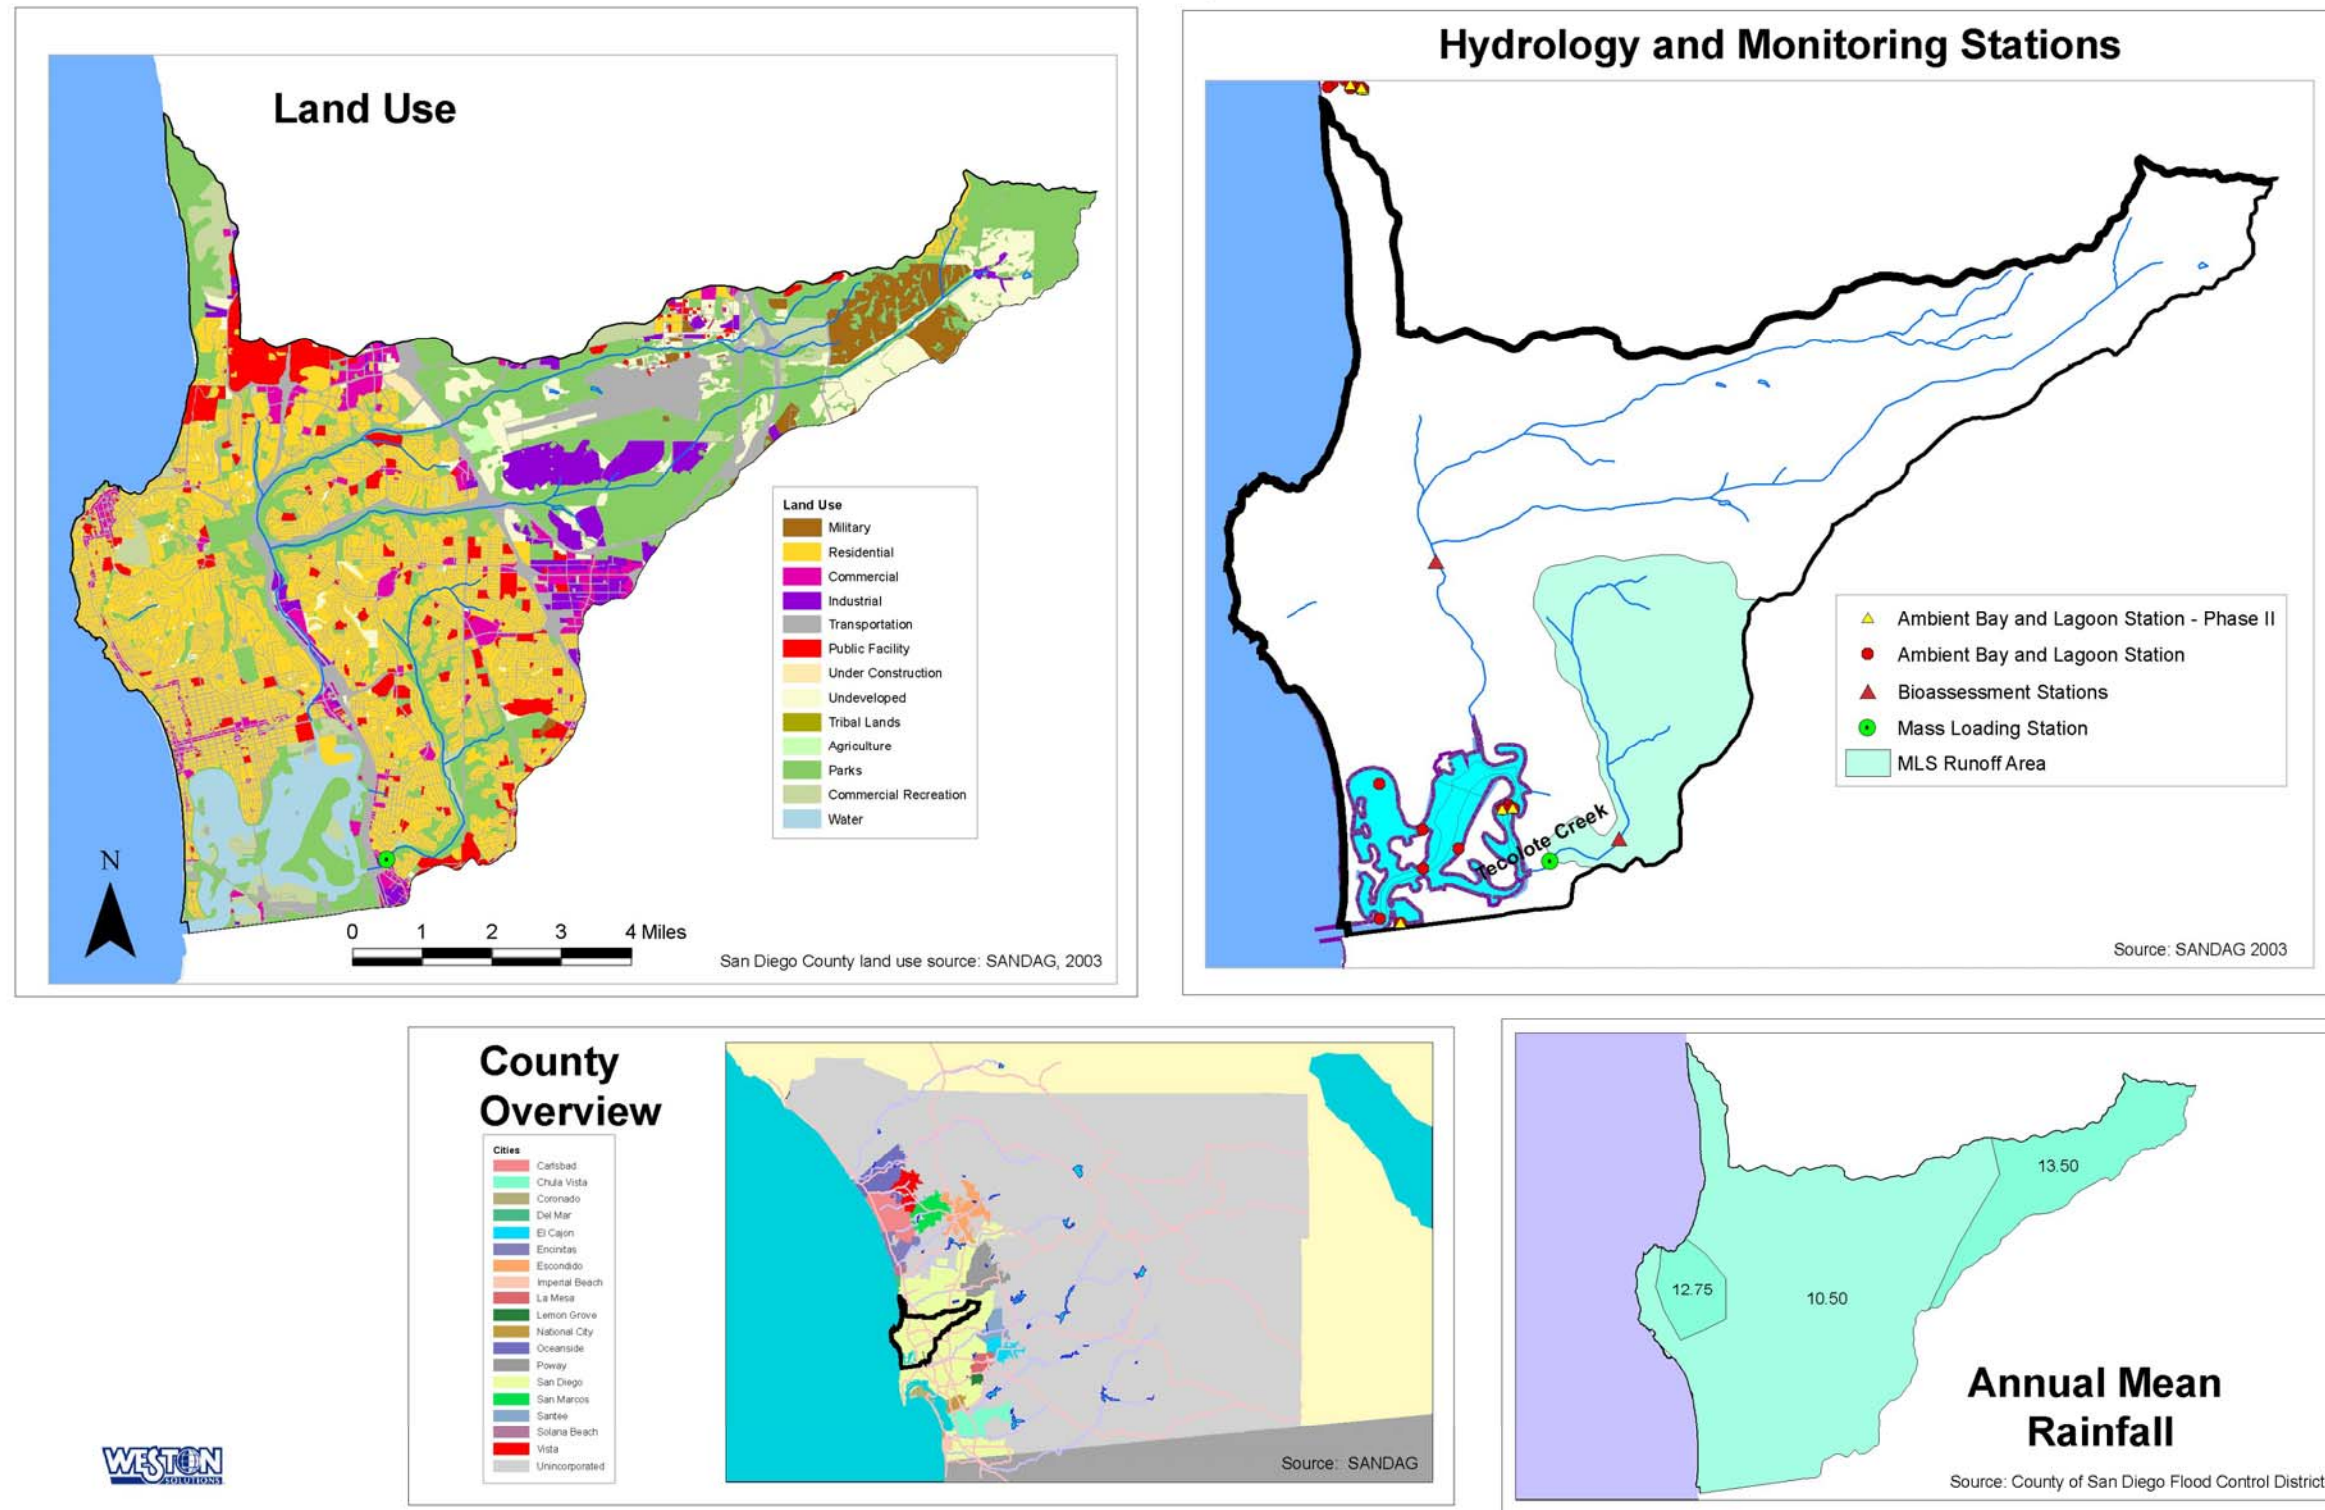 Land Use
Land Use
Military
Residential
Commercial
Industrial
Transportation
Public Facility
Under Construction
Undeveloped
Tribal Lands
Agriculture
Parks
Commercial Recreation
Water
N
0 1 2 3 4 Miles
San Diego County land use source: SANDAG, 2003
Hydrology and Monitoring Stations
Ambient Bay and Lagoon Station - Phase II
Ambient Bay and Lagoon Station
Bioassessment Stations
Mass Loading Station
MLS Runoff Area
Tecolote Creek
Source: SANDAG 2003
County
Overview
Cities
Carlsbad
Chula Vista
Coronado
Del Mar
El Cajon
Encinitas
Escondido
Imperial Beach
La Mesa
Lemon Grove
National City
Oceanside
Poway
San Diego
San Marcos
Santee
Solana Beach
Vista
Unincorporated
Source: SANDAG
13.50
12.75
10.50
Annual Mean
Rainfall
Source: County of San Diego Flood Control District
WESTON
SOLUTIONS